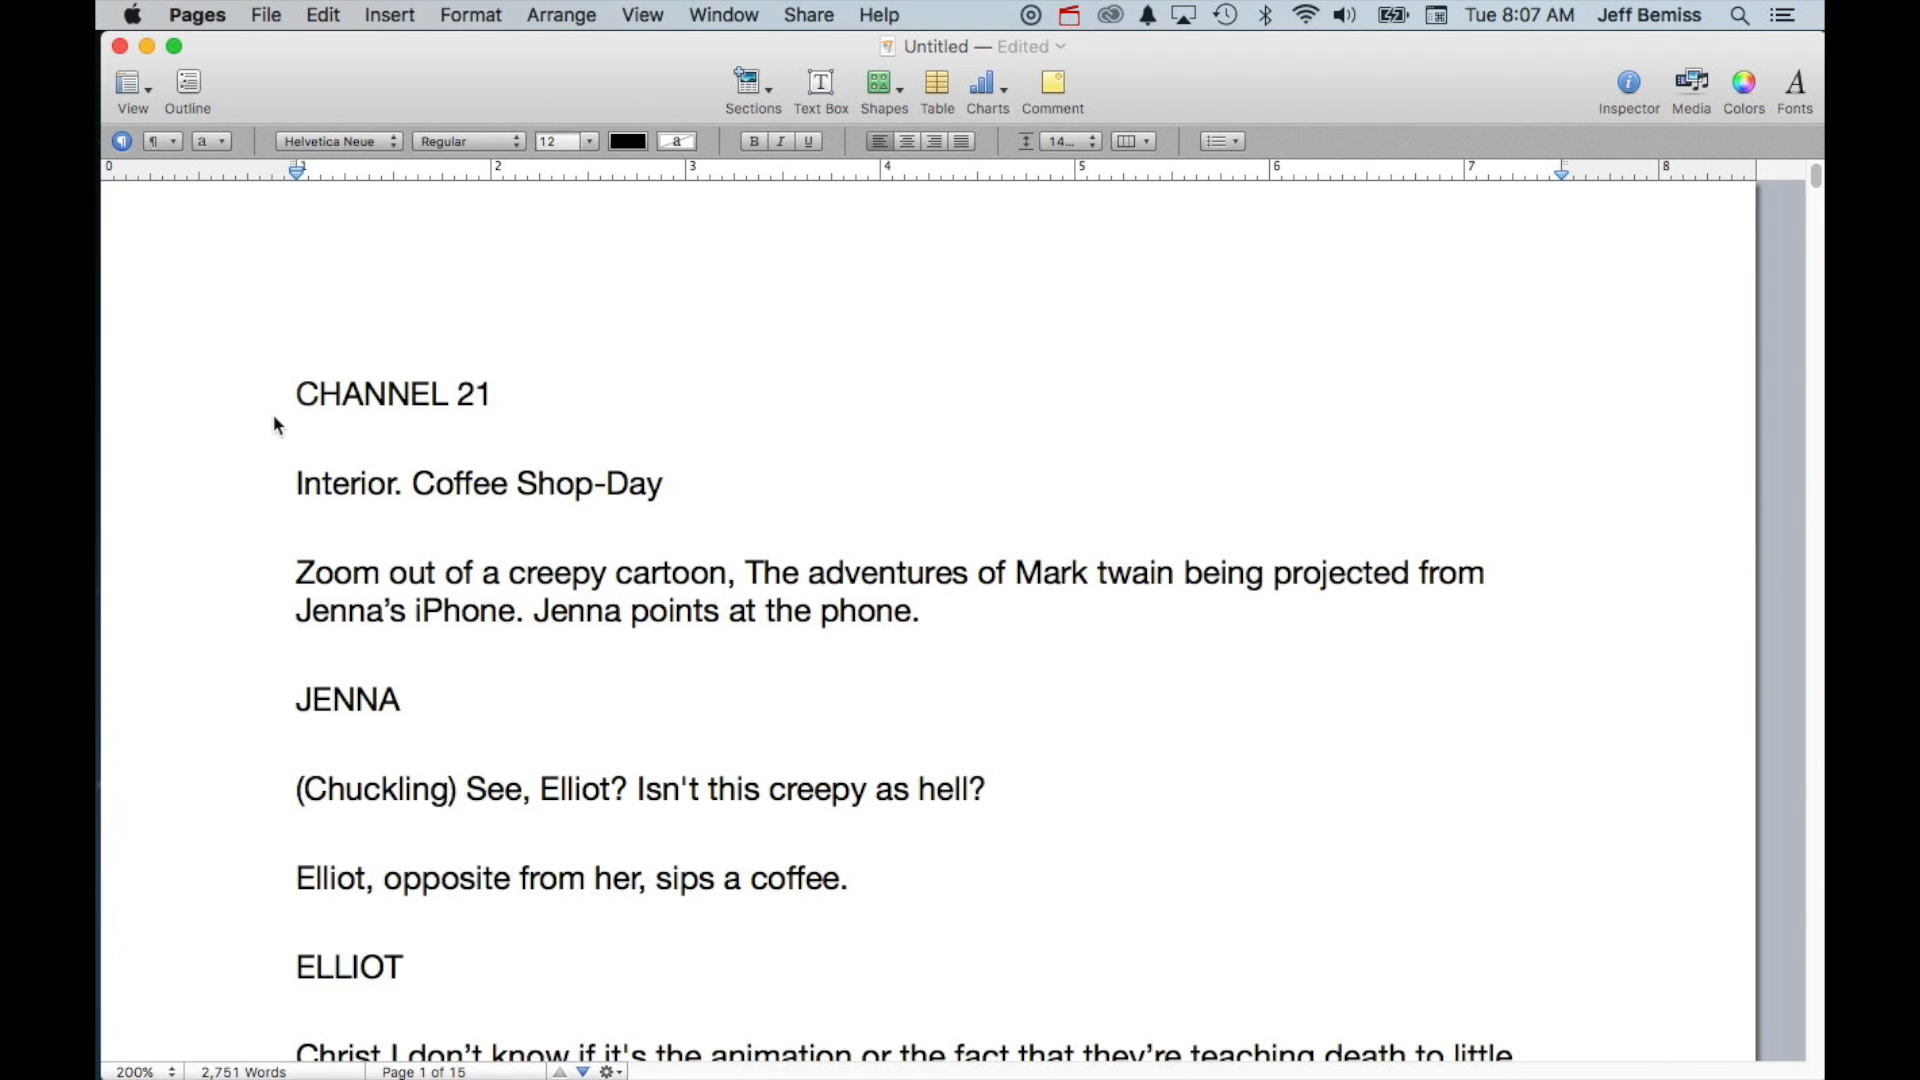 Pages File Edit Insert Format Arrange View Window Share Help Tue 8:07 AM Jeff Bemiss
Untitled — Edited
View Outline Sections Text Box Shapes Table Charts Comment Inspector Media Colors Fonts
¶ a Helvetica Neue Regular 12 a B I U 14...
0 1 2 3 4 5 6 7 8
CHANNEL 21
Interior. Coffee Shop-Day
Zoom out of a creepy cartoon, The adventures of Mark twain being projected from
Jenna’s iPhone. Jenna points at the phone.
JENNA
(Chuckling) See, Elliot? Isn't this creepy as hell?
Elliot, opposite from her, sips a coffee.
ELLIOT
Christ I don’t know if it's the animation or the fact that they’re teaching death to little
200% 2,751 Words Page 1 of 15